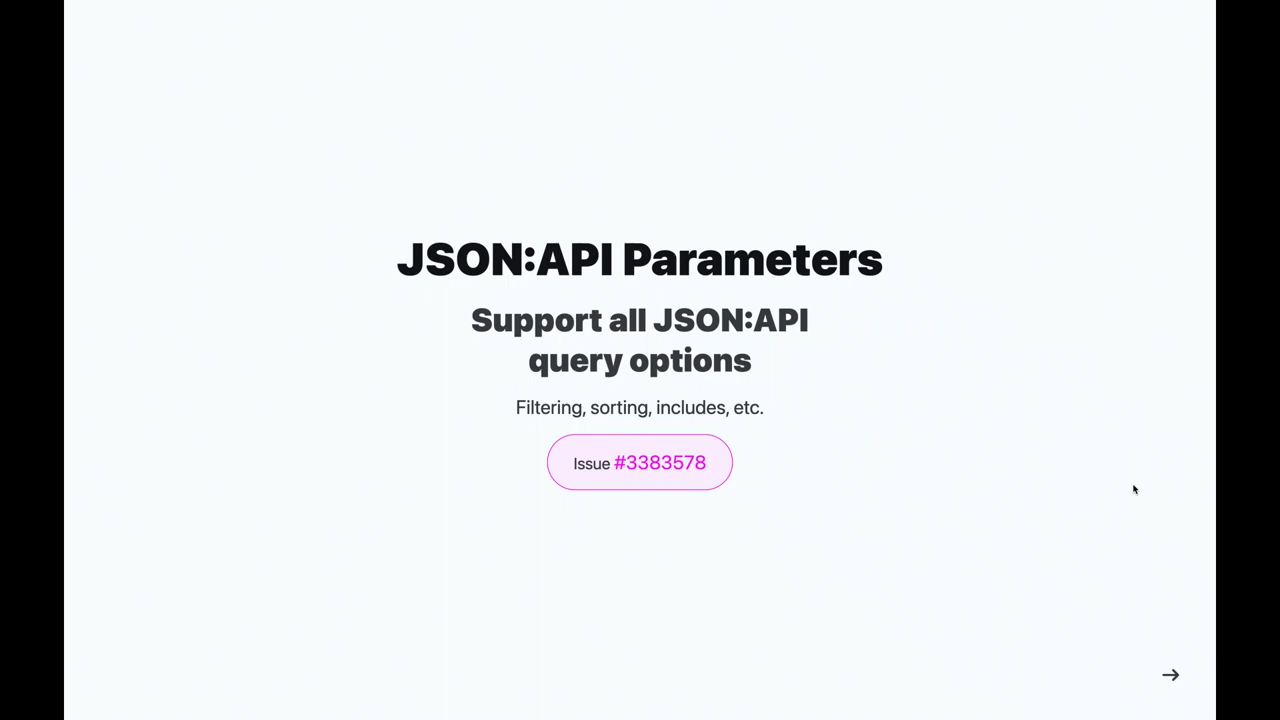 JSON:API Parameters
Support all JSON:API
query options
Filtering, sorting, includes, etc.
Issue #3383578